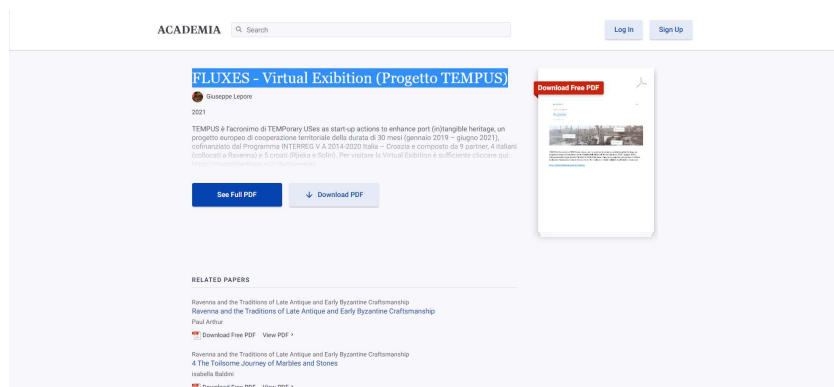 ACADEMIA
Search
Log In
Sign Up
FLUXES - Virtual Exibition (Progetto TEMPUS)
Giuseppe Lepore
2021
TEMPUS è l'acronimo di TEMPorary USes as start-up actions to enhance port (in)tangible heritage, un
progetto europeo di cooperazione territoriale della durata di 30 mesi (gennaio 2019 – giugno 2021),
cofinanziato dal Programma INTERREG V A 2014-2020 Italia – Croazia e composto da 9 partner, 4 italiani
(collocati a Ravenna) e 5 croati (Rijeka e Solin). Per visitare la Virtual Exibition è sufficiente cliccare qui:
See Full PDF
Download PDF
Download Free PDF
RELATED PAPERS
Ravenna and the Traditions of Late Antique and Early Byzantine Craftsmanship
Ravenna and the Traditions of Late Antique and Early Byzantine Craftsmanship
Paul Arthur
Download Free PDF View PDF
Ravenna and the Traditions of Late Antique and Early Byzantine Craftsmanship
4 The Toilsome Journey of Marbles and Stones
isabella Baldini
Download Free PDF View PDF